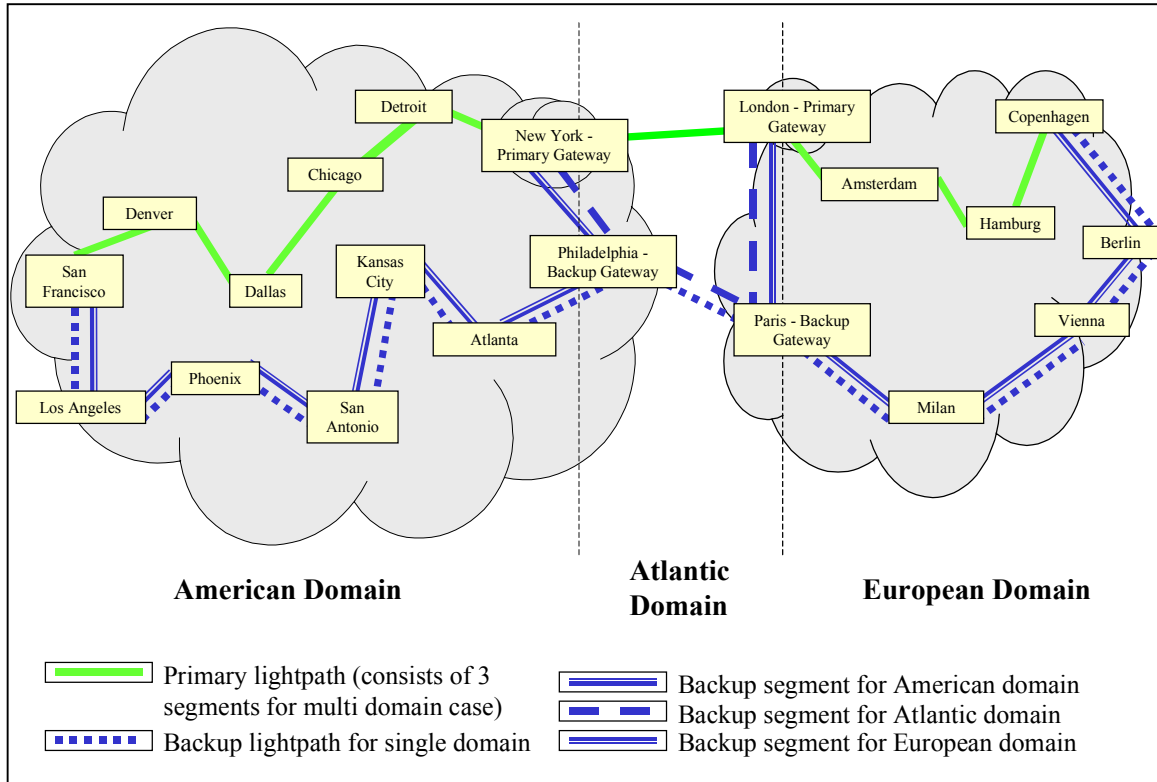 Detroit
London - Primary
Gateway
Copenhagen
New York -
Primary Gateway
Chicago
Amsterdam
Denver
Hamburg
Berlin
Philadelphia -
Backup Gateway
Kansas
City
San
Francisco
Dallas
Paris - Backup
Gateway
Vienna
Atlanta
Phoenix
Los Angeles
San
Antonio
Milan
American Domain
Atlantic
Domain
European Domain
Primary lightpath (consists of 3
segments for multi domain case)
Backup lightpath for single domain
Backup segment for American domain
Backup segment for Atlantic domain
Backup segment for European domain